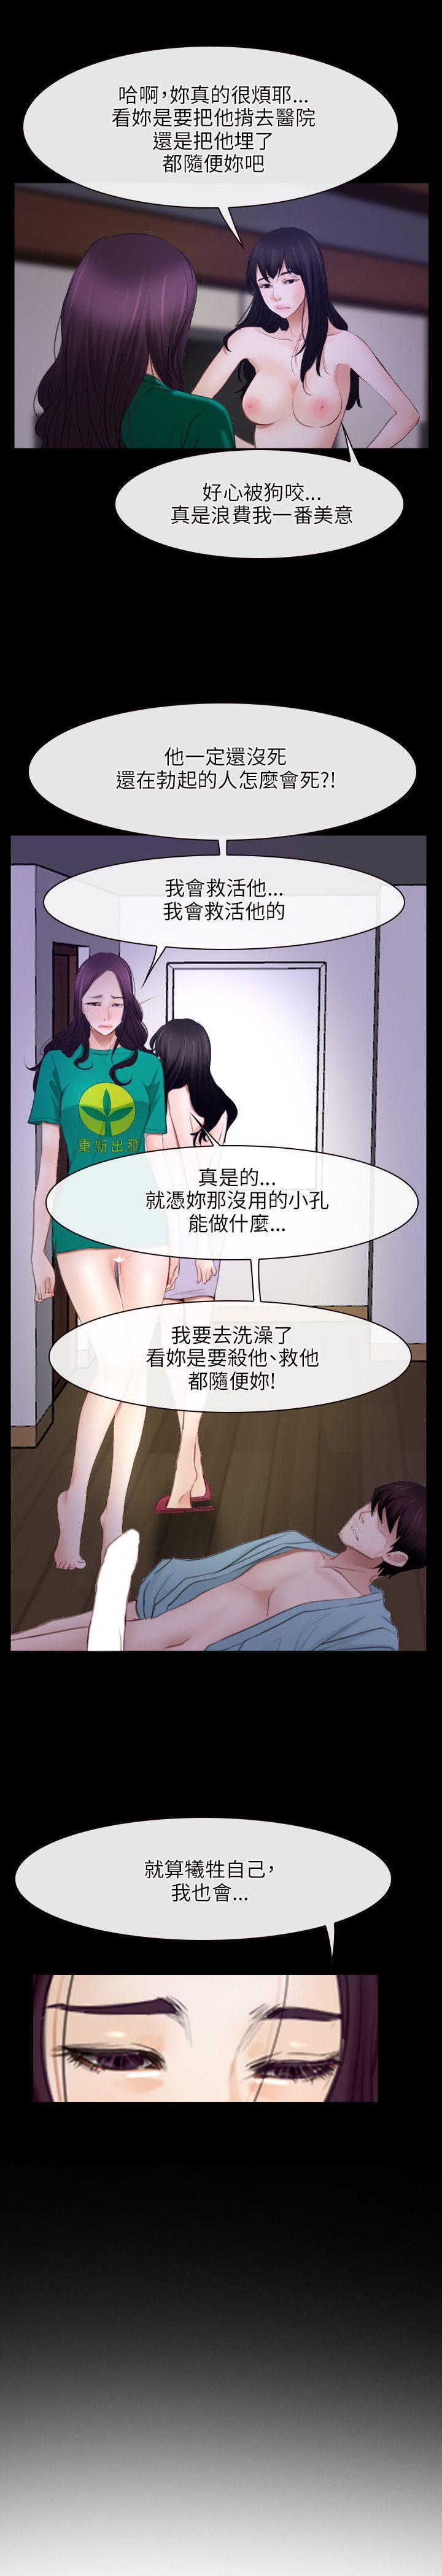 哈啊，妳真的很煩耶...
看妳是要把他揹去醫院
還是把他埋了
都隨便妳吧
好心被狗咬...
真是浪費我一番美意
他一定還沒死
還在勃起的人怎麼會死?!
我會救活他...
我會救活他的
重新出發
真是的...
就憑妳那沒用的小孔
能做什麼...
我要去洗澡了
看妳是要殺他、救他
都隨便妳!
就算犧牲自己，
我也會...